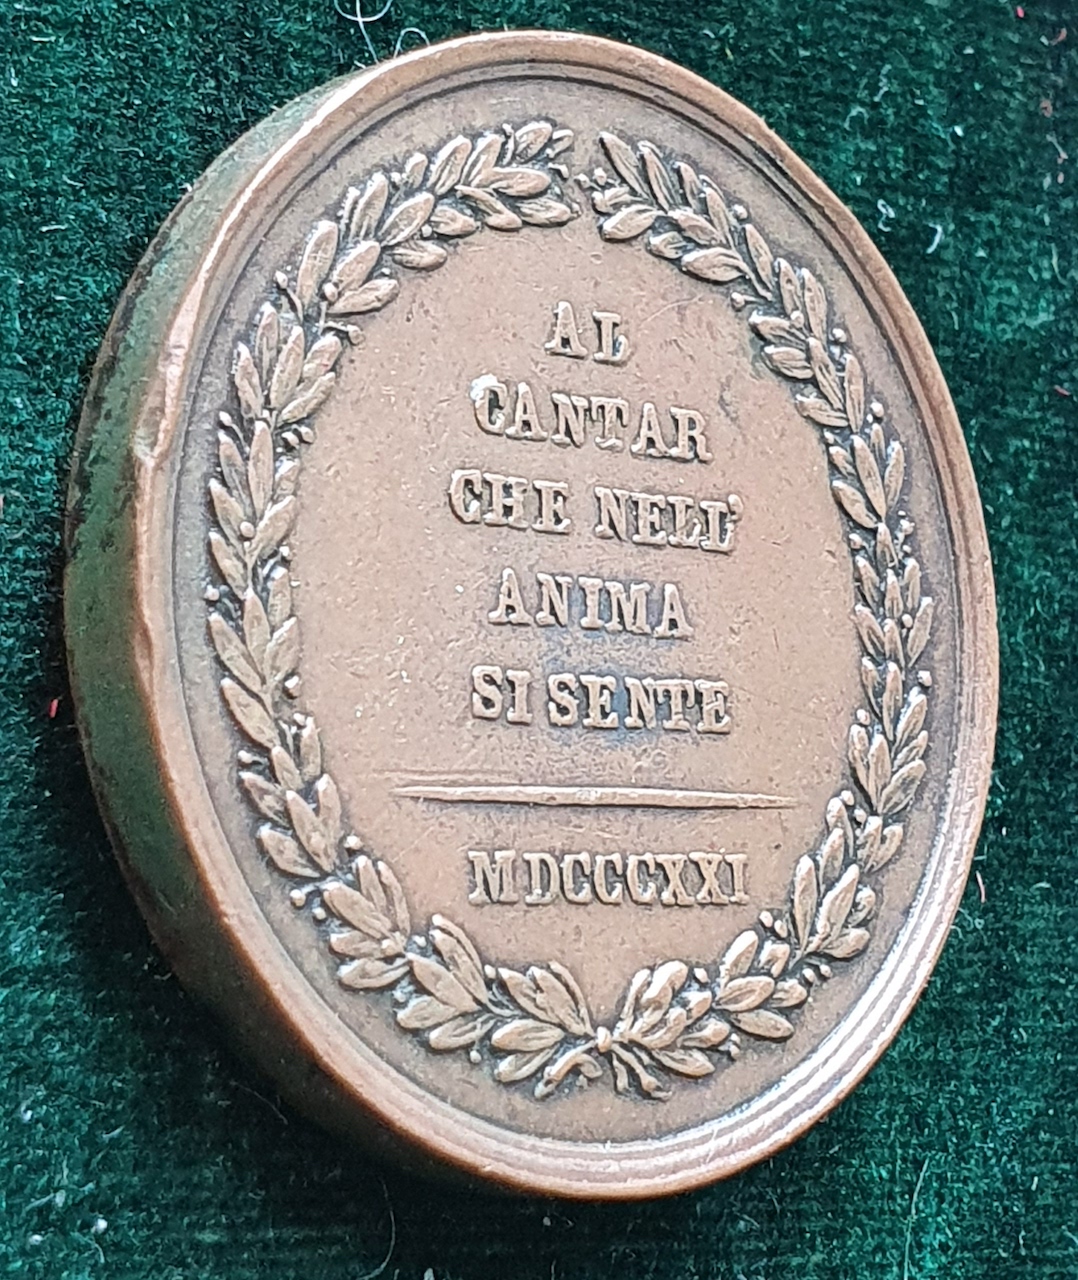 AL
CANTAR
CHE NELL'
ANIMA
SI SENTE
MDCCCXXI